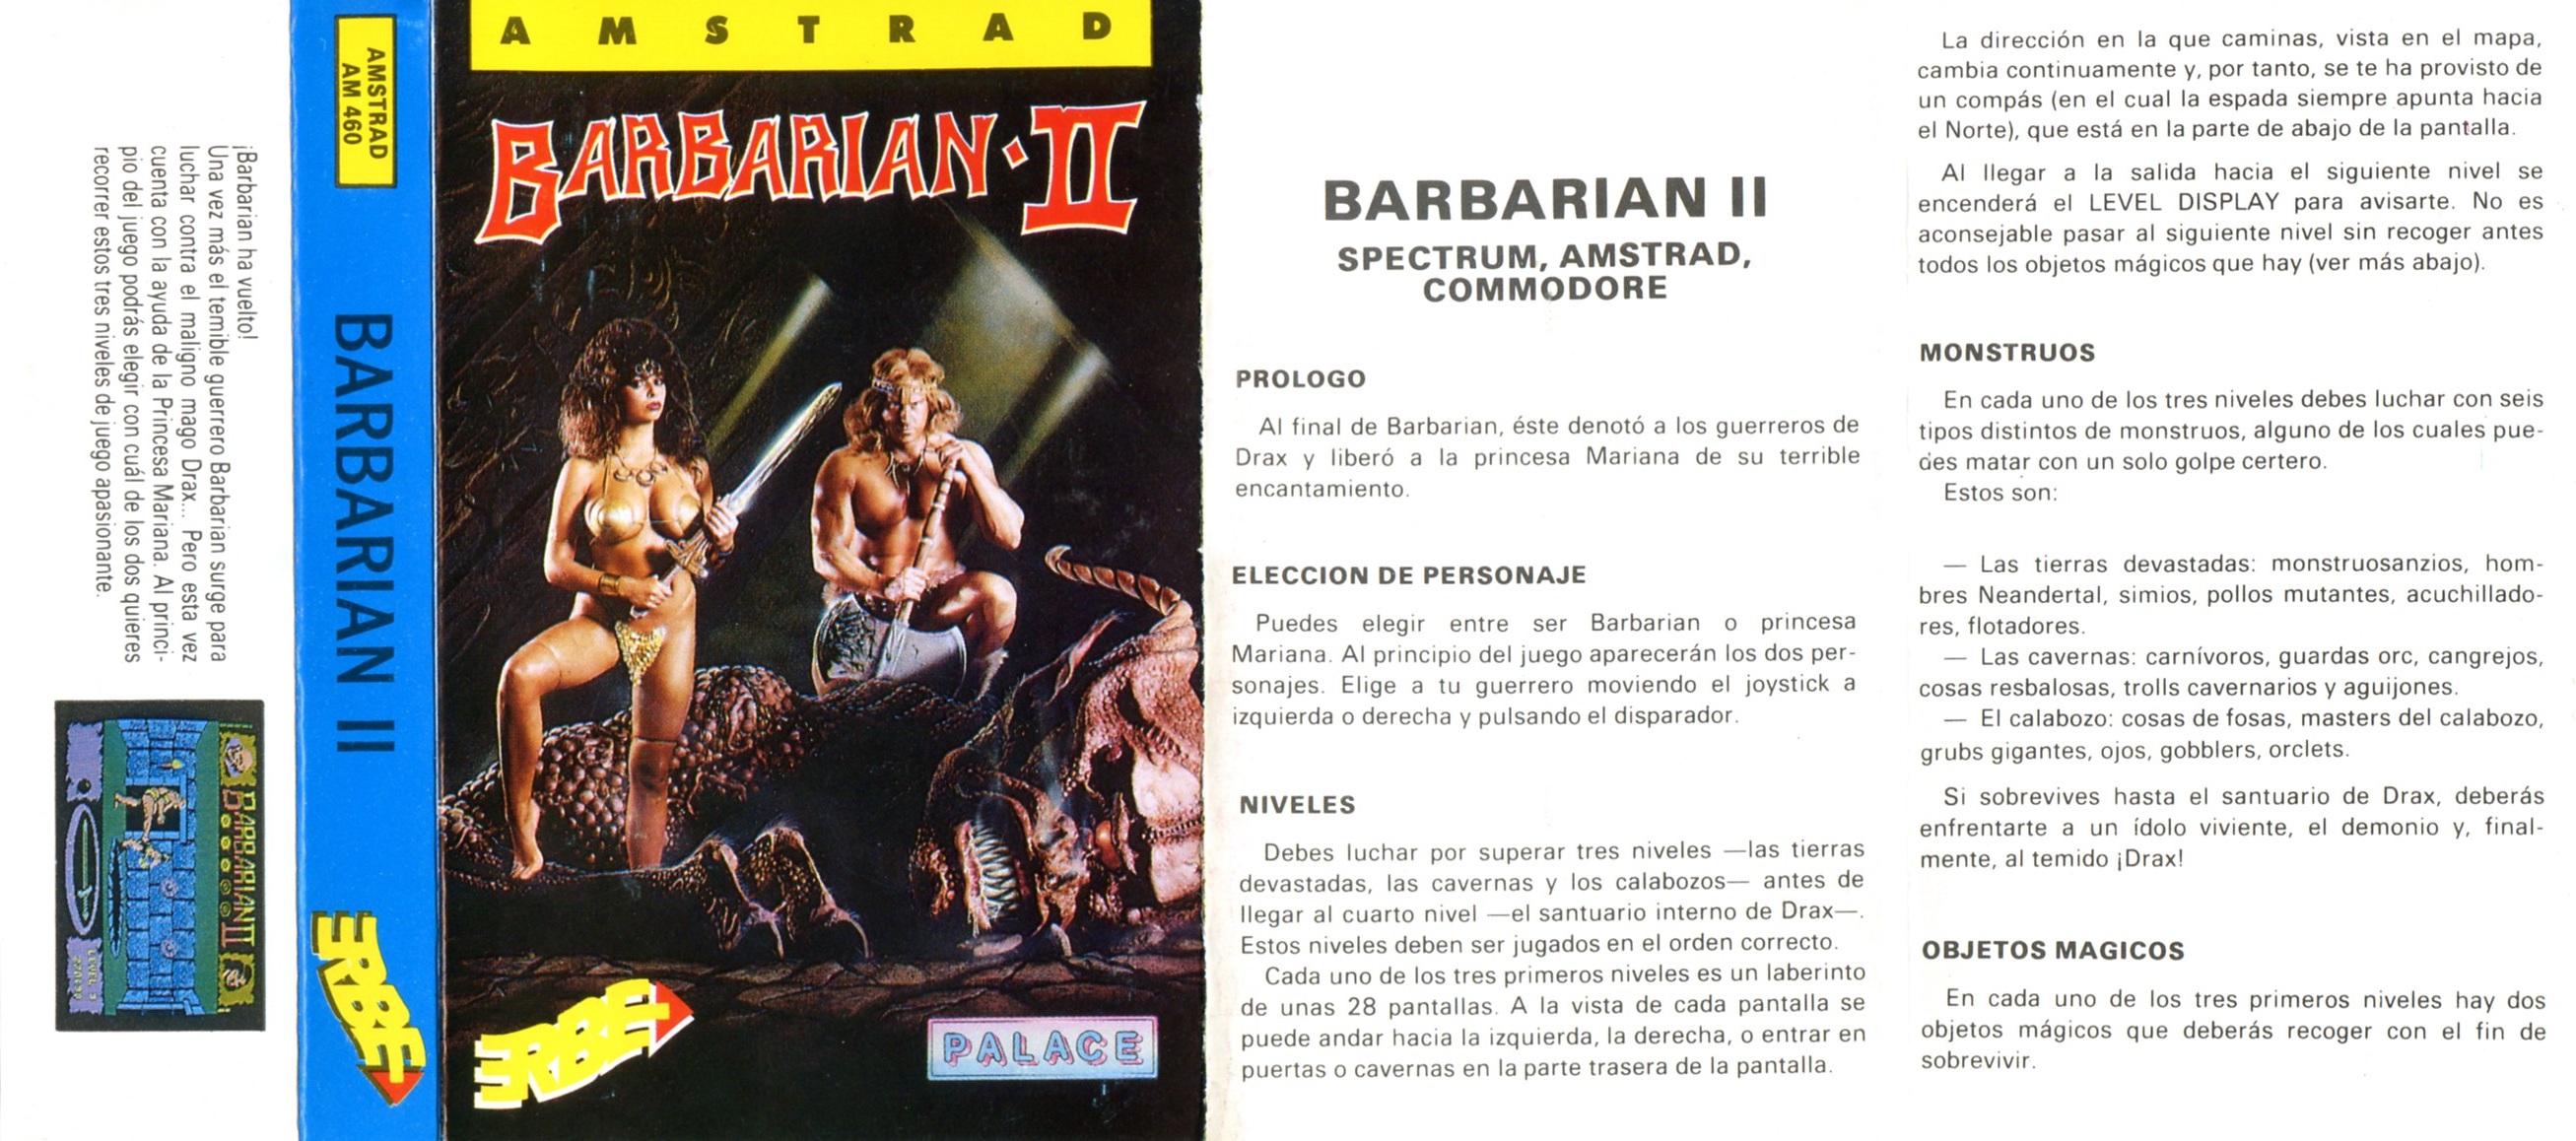 ¡Barbarian ha vuelto!
Una vez más el temible guerrero Barbarian surge para
luchar contra el maligno mago Drax... Pero esta vez
cuenta con la ayuda de la Princesa Mariana. Al princi-
pio del juego podrás elegir con cuál de los dos quieres
recorrer estos tres niveles de juego apasionante.
BARBARIAN II
LEVEL 3
AMSTRAD
AM 460
BARBARIAN II
ERBE
AMSTRAD
BARBARIAN·II
ERBE
PALACE
BARBARIAN II
SPECTRUM, AMSTRAD,
COMMODORE
PROLOGO
Al final de Barbarian, éste denotó a los guerreros de
Drax y liberó a la princesa Mariana de su terrible
encantamiento.
ELECCION DE PERSONAJE
Puedes elegir entre ser Barbarian o princesa
Mariana. Al principio del juego aparecerán los dos per-
sonajes. Elige a tu guerrero moviendo el joystick a
izquierda o derecha y pulsando el disparador.
NIVELES
Debes luchar por superar tres niveles —las tierras
devastadas, las cavernas y los calabozos— antes de
llegar al cuarto nivel —el santuario interno de Drax—.
Estos niveles deben ser jugados en el orden correcto.
Cada uno de los tres primeros niveles es un laberinto
de unas 28 pantallas. A la vista de cada pantalla se
puede andar hacia la izquierda, la derecha, o entrar en
puertas o cavernas en la parte trasera de la pantalla.
La dirección en la que caminas, vista en el mapa,
cambia continuamente y, por tanto, se te ha provisto de
un compás (en el cual la espada siempre apunta hacia
el Norte), que está en la parte de abajo de la pantalla.
Al llegar a la salida hacia el siguiente nivel se
encenderá el LEVEL DISPLAY para avisarte. No es
aconsejable pasar al siguiente nivel sin recoger antes
todos los objetos mágicos que hay (ver más abajo).
MONSTRUOS
En cada uno de los tres niveles debes luchar con seis
tipos distintos de monstruos, alguno de los cuales pue-
des matar con un solo golpe certero.
Estos son:
— Las tierras devastadas: monstruosanzios, hom-
bres Neandertal, simios, pollos mutantes, acuchillado-
res, flotadores.
— Las cavernas: carnívoros, guardas orc, cangrejos,
cosas resbalosas, trolls cavernarios y aguijones.
— El calabozo: cosas de fosas, masters del calabozo,
grubs gigantes, ojos, gobblers, orclets.
Si sobrevives hasta el santuario de Drax, deberás
enfrentarte a un ídolo viviente, el demonio y, final-
mente, al temido ¡Drax!
OBJETOS MAGICOS
En cada uno de los tres primeros niveles hay dos
objetos mágicos que deberás recoger con el fin de
sobrevivir.